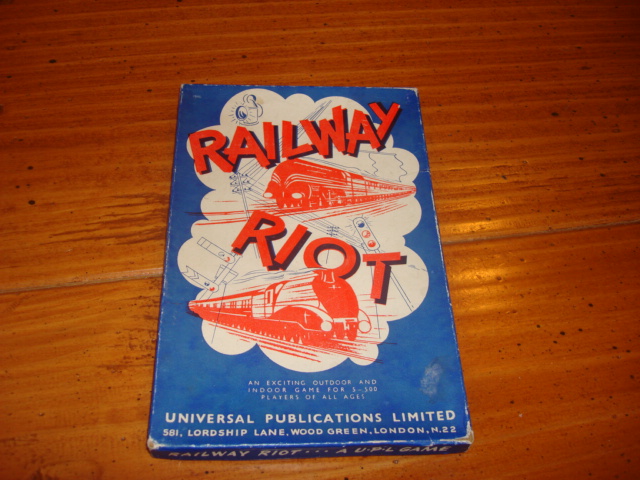 RAILWAY
RIOT
AN EXCITING OUTDOOR AND
INDOOR GAME FOR 5–500
PLAYERS OF ALL AGES
UNIVERSAL PUBLICATIONS LIMITED
581, LORDSHIP LANE, WOOD GREEN, LONDON, N.22
RAILWAY RIOT··· A U·P·L GAME